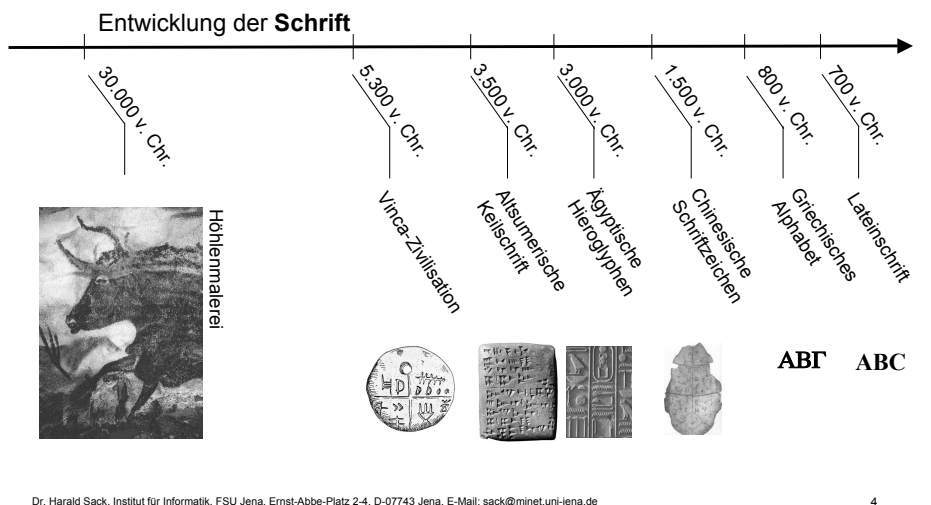 Entwicklung der Schrift
30.000 v. Chr.
5.300 v. Chr.
3.500 v. Chr.
3.000 v. Chr.
1.500 v. Chr.
800 v. Chr.
700 v. Chr.
Höhlenmalerei
Vinca-Zivilisation
Altsumerische
Keilschrift
Ägyptische
Hieroglyphen
Chinesische
Schriftzeichen
Griechisches
Alphabet
Lateinschrift
ΑΒΓ
ABC
Dr. Harald Sack, Institut für Informatik, FSU Jena, Ernst-Abbe-Platz 2-4, D-07743 Jena, E-Mail: sack@minet.uni-jena.de
4